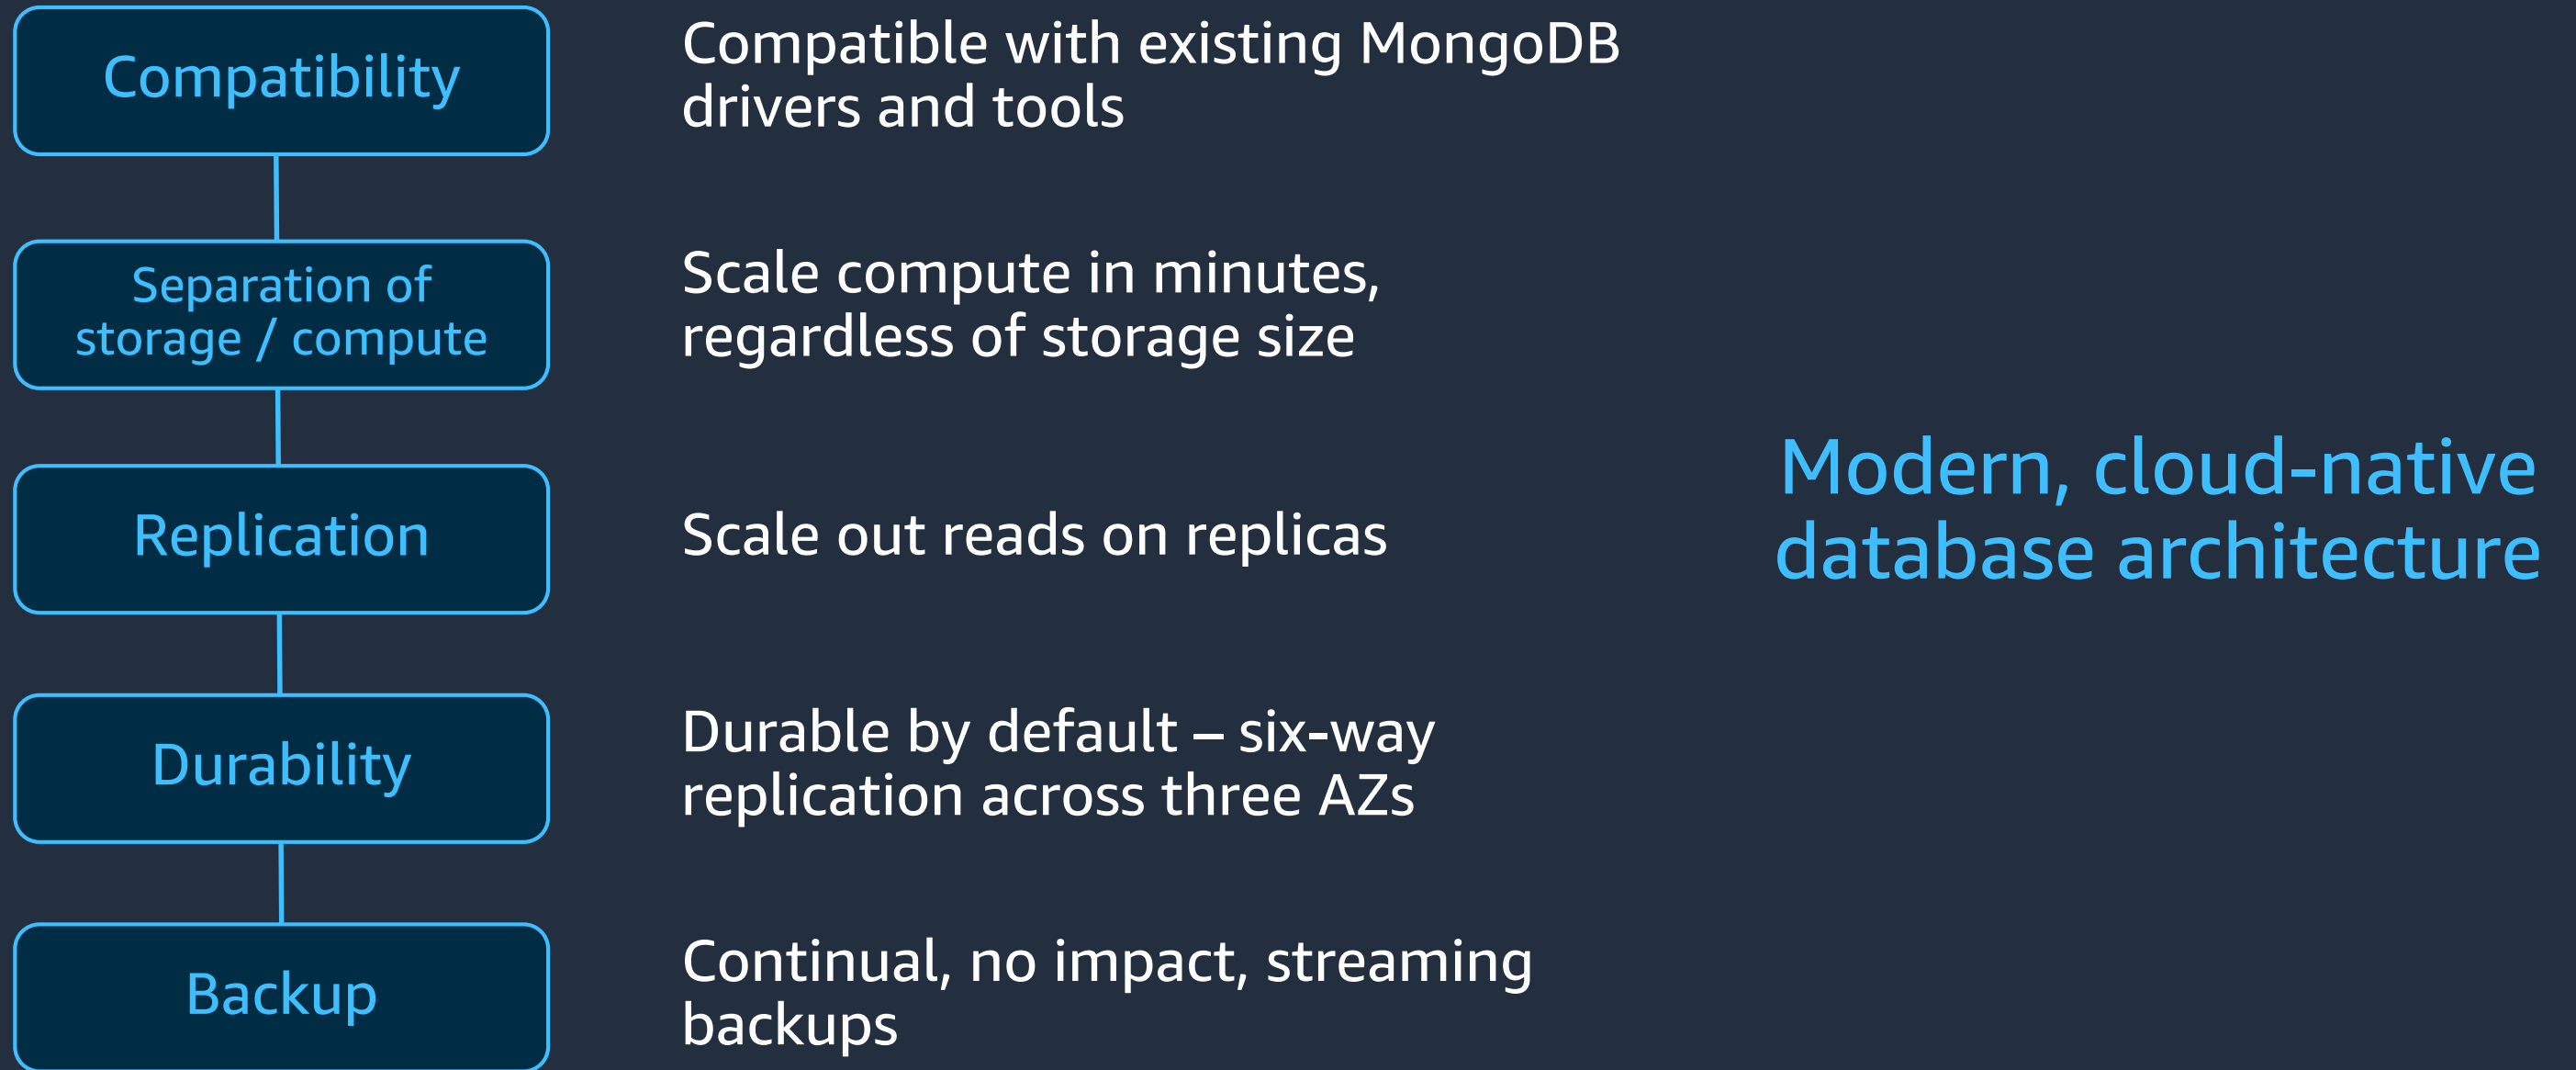 Compatibility
Compatible with existing MongoDB
drivers and tools
Separation of
storage / compute
Scale compute in minutes,
regardless of storage size
Replication
Scale out reads on replicas
Modern, cloud-native
database architecture
Durability
Durable by default – six-way
replication across three AZs
Backup
Continual, no impact, streaming
backups